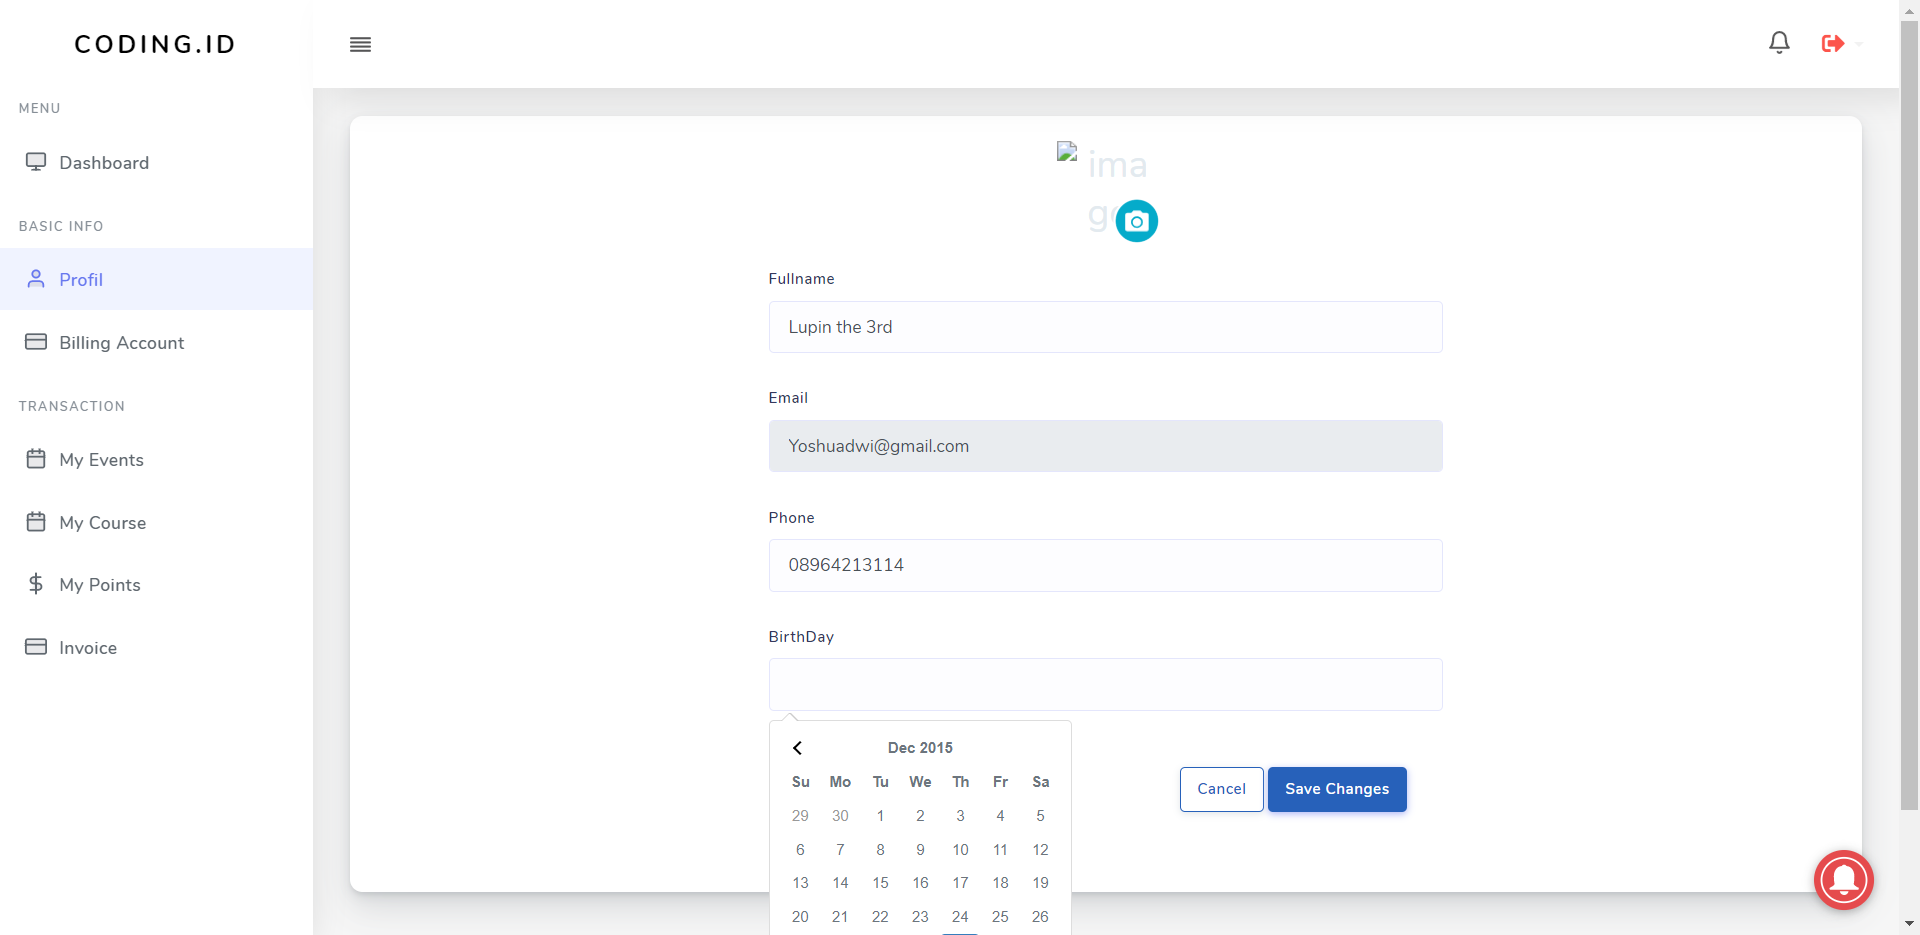 CODING.ID
MENU
Dashboard
BASIC INFO
Profil
Billing Account
TRANSACTION
My Events
My Course
My Points
Invoice
ima
ge
Fullname
Lupin the 3rd
Email
Yoshuadwi@gmail.com
Phone
08964213114
BirthDay
Dec 2015
Su Mo Tu We Th Fr Sa
29 30 1 2 3 4 5
6 7 8 9 10 11 12
13 14 15 16 17 18 19
20 21 22 23 24 25 26
Cancel Save Changes